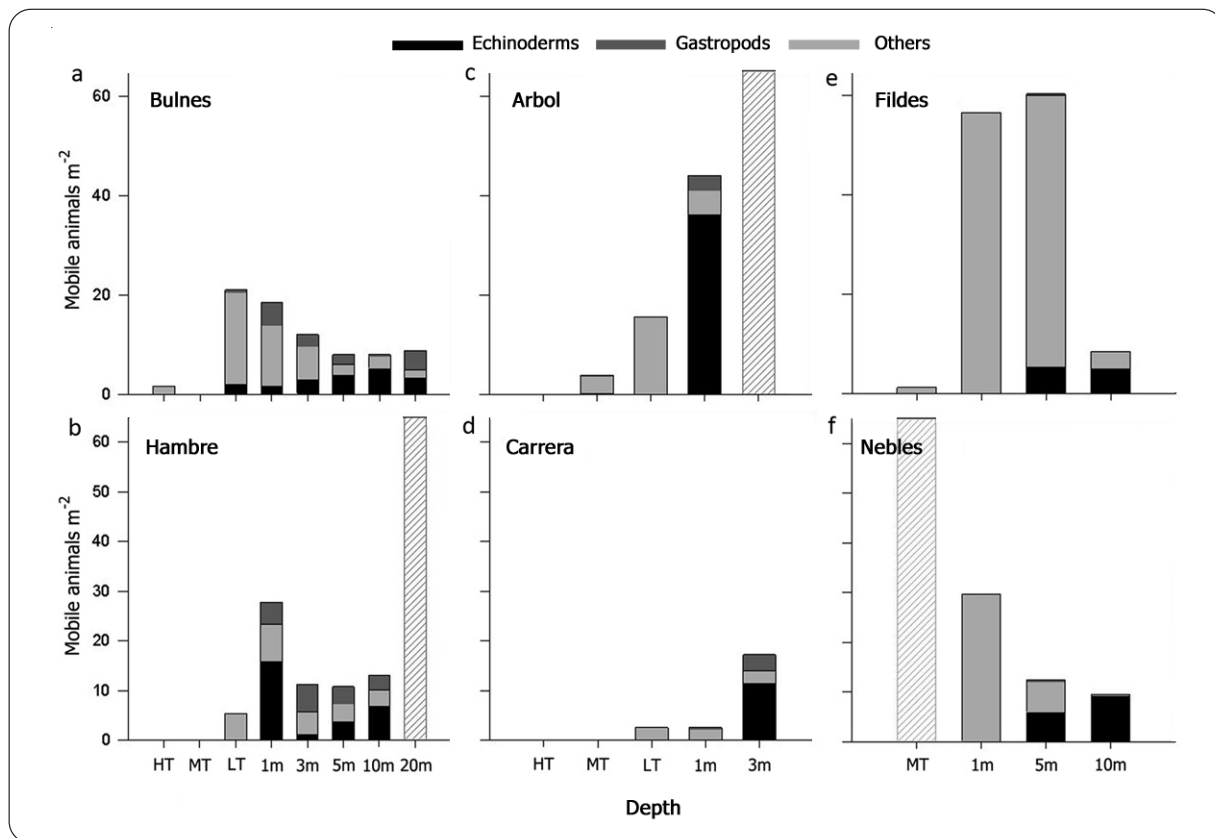 Echinoderms Gastropods Others
a Bulnes
Mobile animals m-2
60
40
20
0
c Arbol
e Fildes
b Hambre
Mobile animals m-2
60
50
40
30
20
10
0
HT MT LT 1m 3m 5m 10m 20m
d Carrera
HT MT LT 1m 3m
f Nebles
MT 1m 5m 10m
Depth